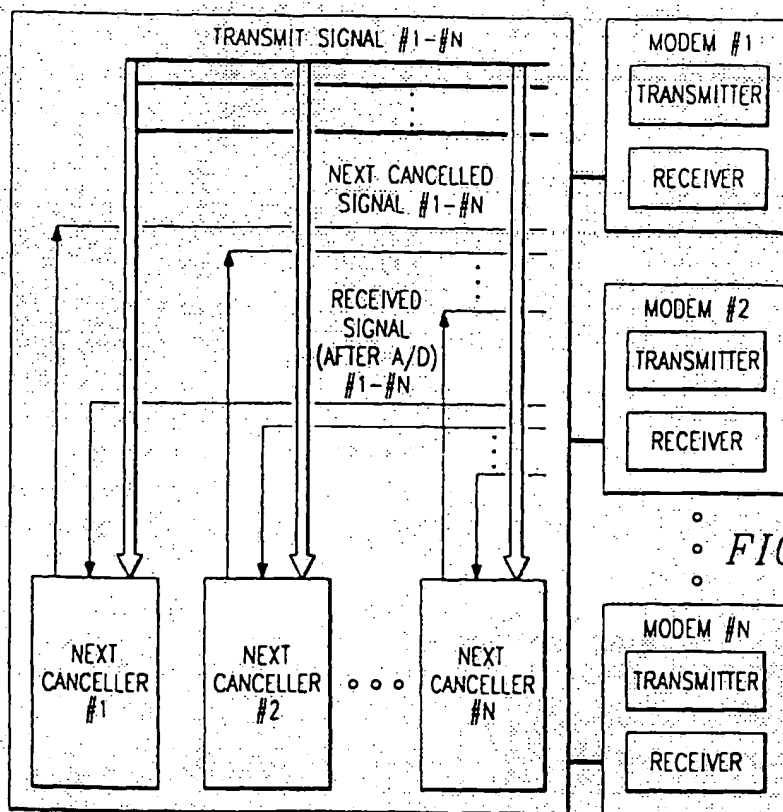 TRANSMIT SIGNAL #1-#N
NEXT CANCELLED
SIGNAL #1-#N
RECEIVED
SIGNAL
(AFTER A/D)
#1-#N
NEXT
CANCELLER
#1
NEXT
CANCELLER
#2
NEXT
CANCELLER
#N
MODEM #1
TRANSMITTER
RECEIVER
MODEM #2
TRANSMITTER
RECEIVER
FIG
MODEM #N
TRANSMITTER
RECEIVER